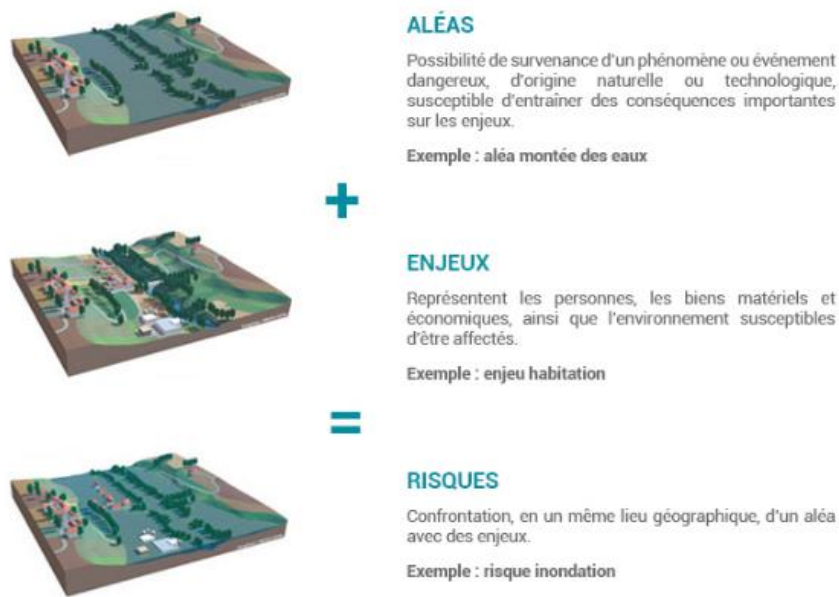 ALÉAS
Possibilité de survenance d'un phénomène ou événement
dangereux, d'origine naturelle ou technologique,
susceptible d'entraîner des conséquences importantes
sur les enjeux.
Exemple : aléa montée des eaux
+
ENJEUX
Représentent les personnes, les biens matériels et
économiques, ainsi que l'environnement susceptibles
d'être affectés.
Exemple : enjeu habitation
=
RISQUES
Confrontation, en un même lieu géographique, d'un aléa
avec des enjeux.
Exemple : risque inondation